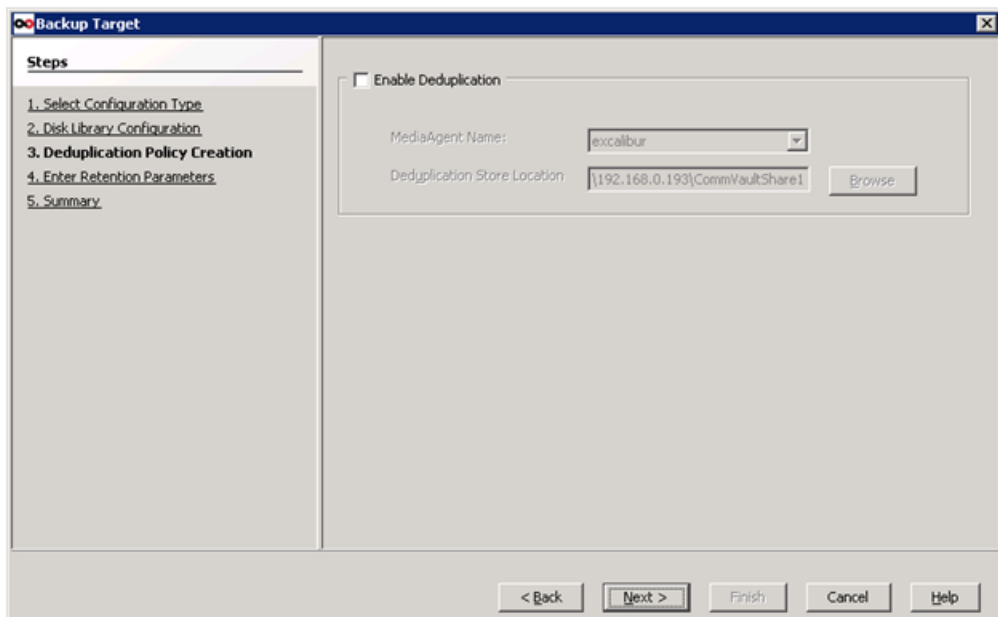 Backup Target
Steps
1. Select Configuration Type
2. Disk Library Configuration
3. Deduplication Policy Creation
4. Enter Retention Parameters
5. Summary
Enable Deduplication
MediaAgent Name:
excalibur
Deduplication Store Location
\192.168.0.193\CommVaultShare1
Browse
< Back
Next >
Finish
Cancel
Help